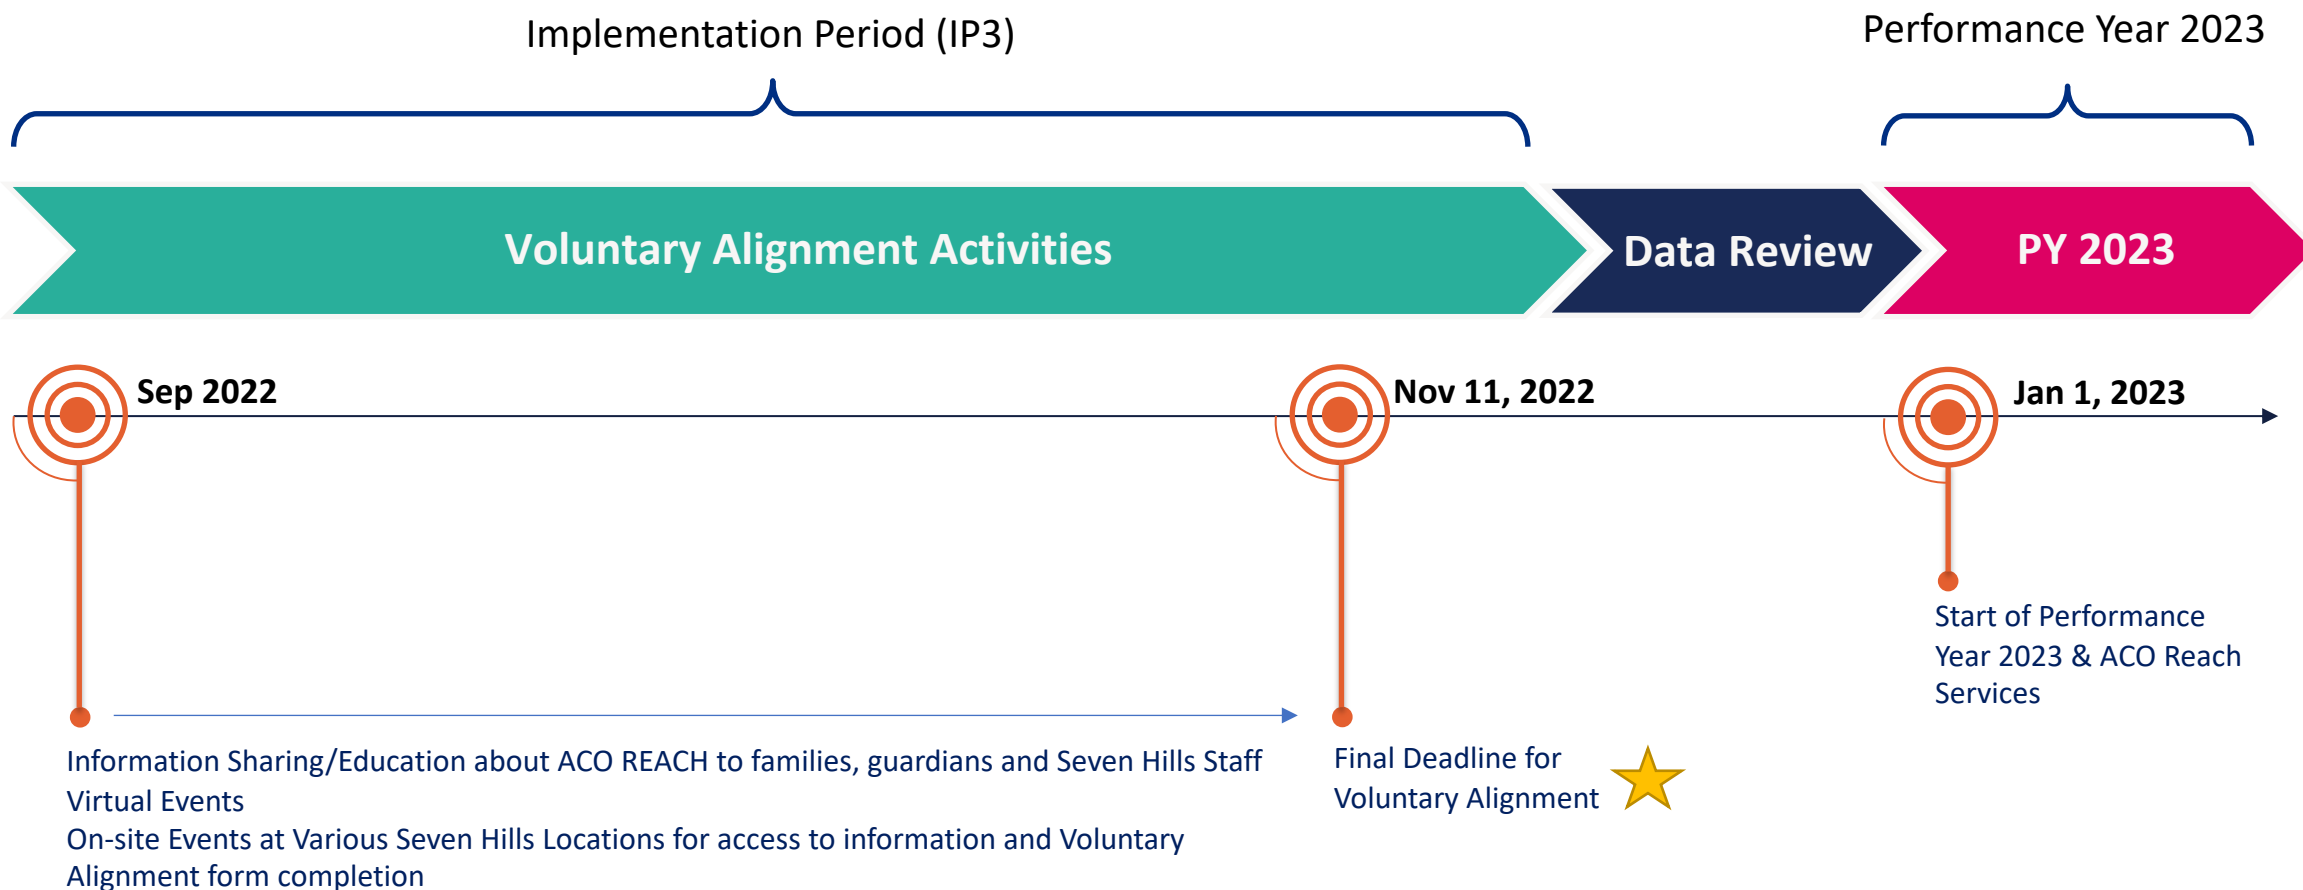 Implementation Period (IP3)
Performance Year 2023
Voluntary Alignment Activities
Data Review
PY 2023
Sep 2022
Nov 11, 2022
Jan 1, 2023
Start of Performance
Year 2023 & ACO Reach
Services
Information Sharing/Education about ACO REACH to families, guardians and Seven Hills Staff
Virtual Events
On-site Events at Various Seven Hills Locations for access to information and Voluntary
Alignment form completion
Final Deadline for
Voluntary Alignment